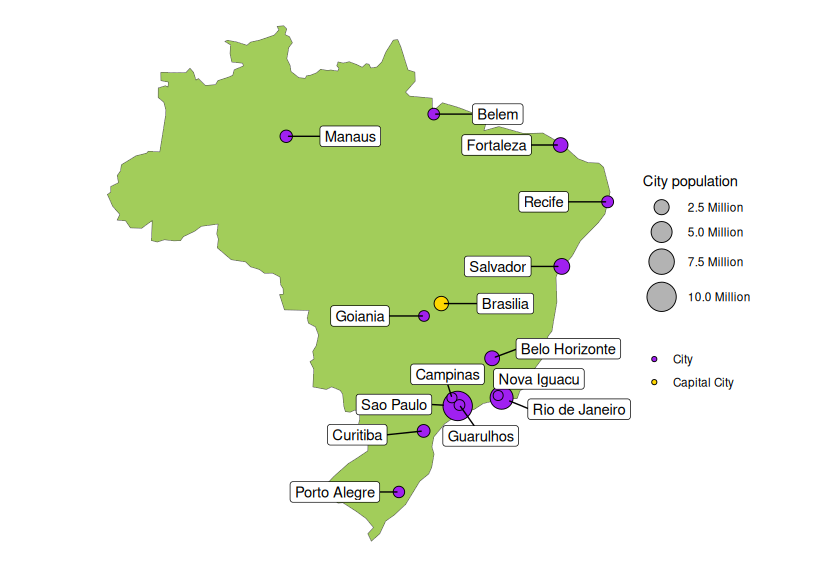 Belem
Manaus
Fortaleza
City population
Recife
2.5 Million
5.0 Million
7.5 Million
Salvador
10.0 Million
Brasilia
Goiania
Belo Horizonte
City
Campinas
Nova Iguacu
Capital City
Sao Paulo
Rio de Janeiro
Curitiba
Guarulhos
Porto Alegre